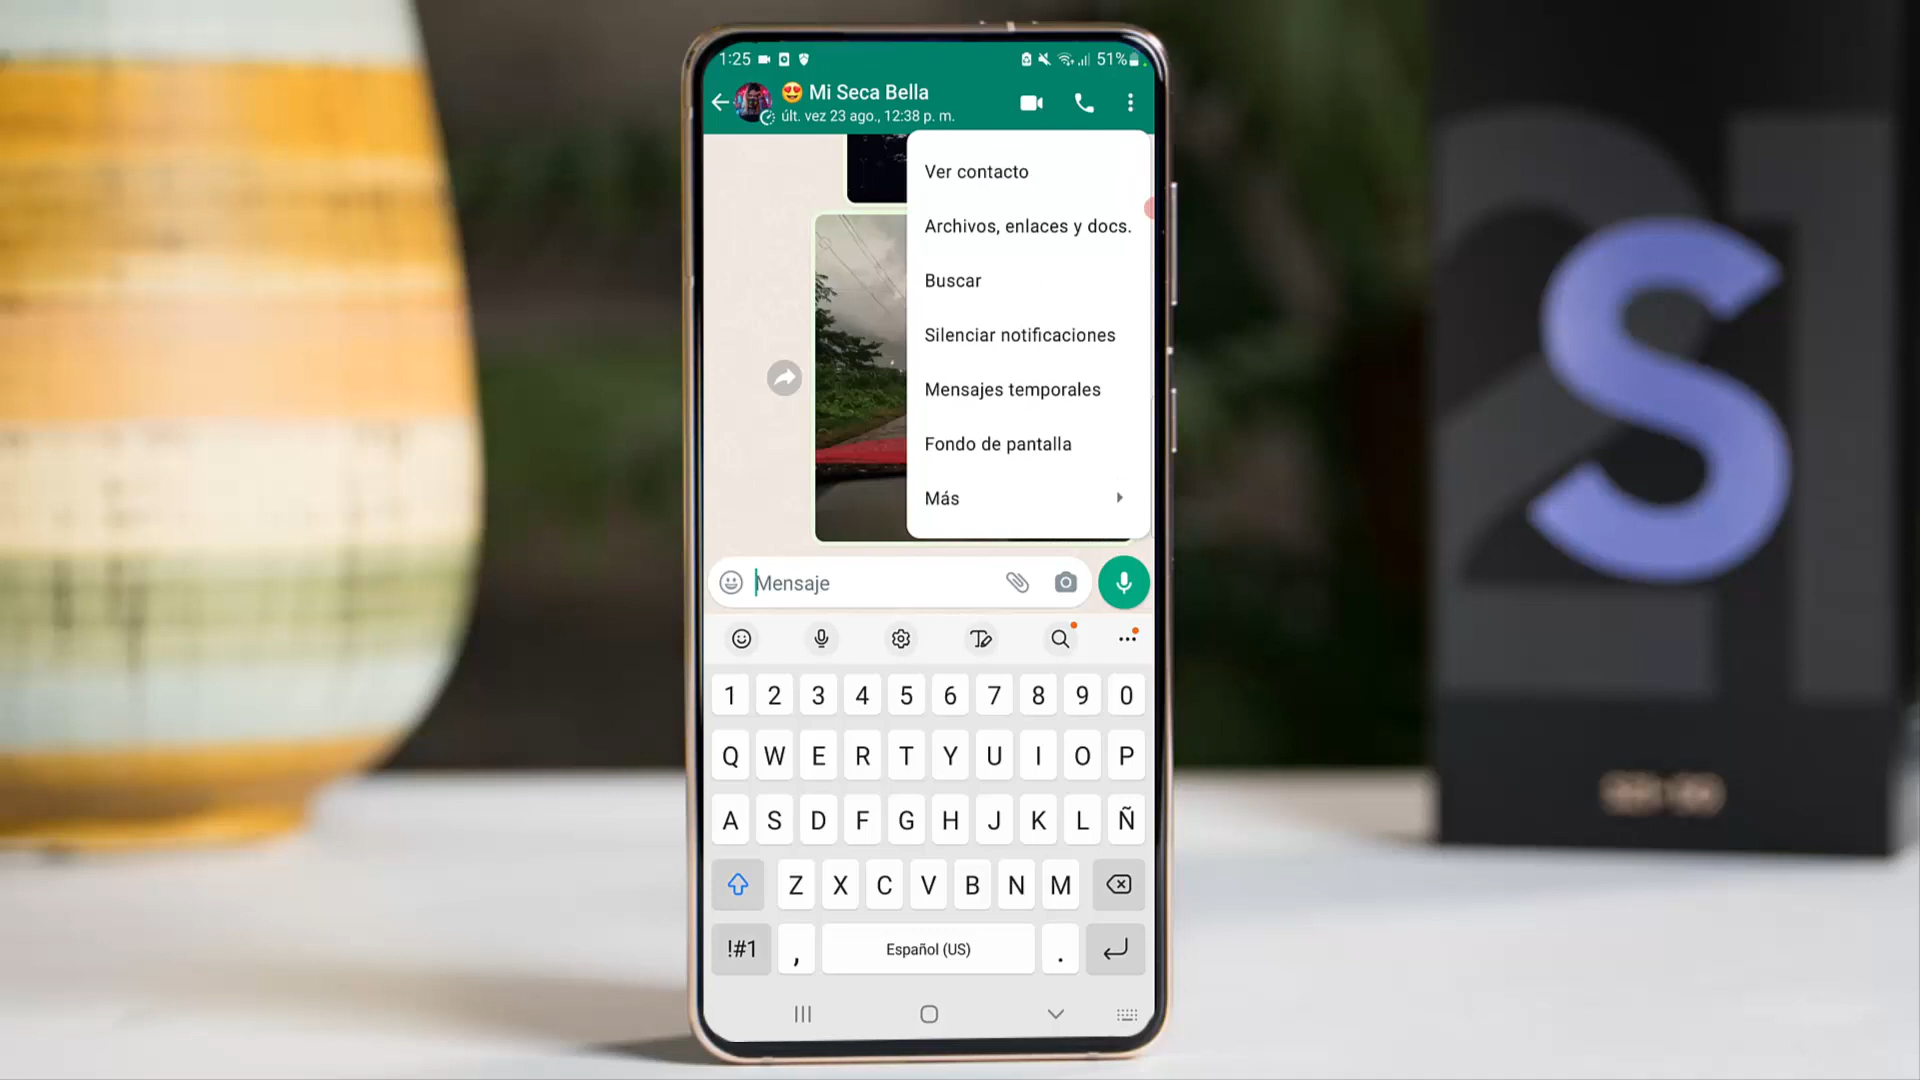 1:25
51%
😍 Mi Seca Bella
últ. vez 23 ago., 12:38 p. m.
Ver contacto
Archivos, enlaces y docs.
Buscar
Silenciar notificaciones
Mensajes temporales
Fondo de pantalla
Más
Mensaje
1 2 3 4 5 6 7 8 9 0
Q W E R T Y U I O P
A S D F G H J K L Ñ
Z X C V B N M
!#1 , Español (US) .
S
21